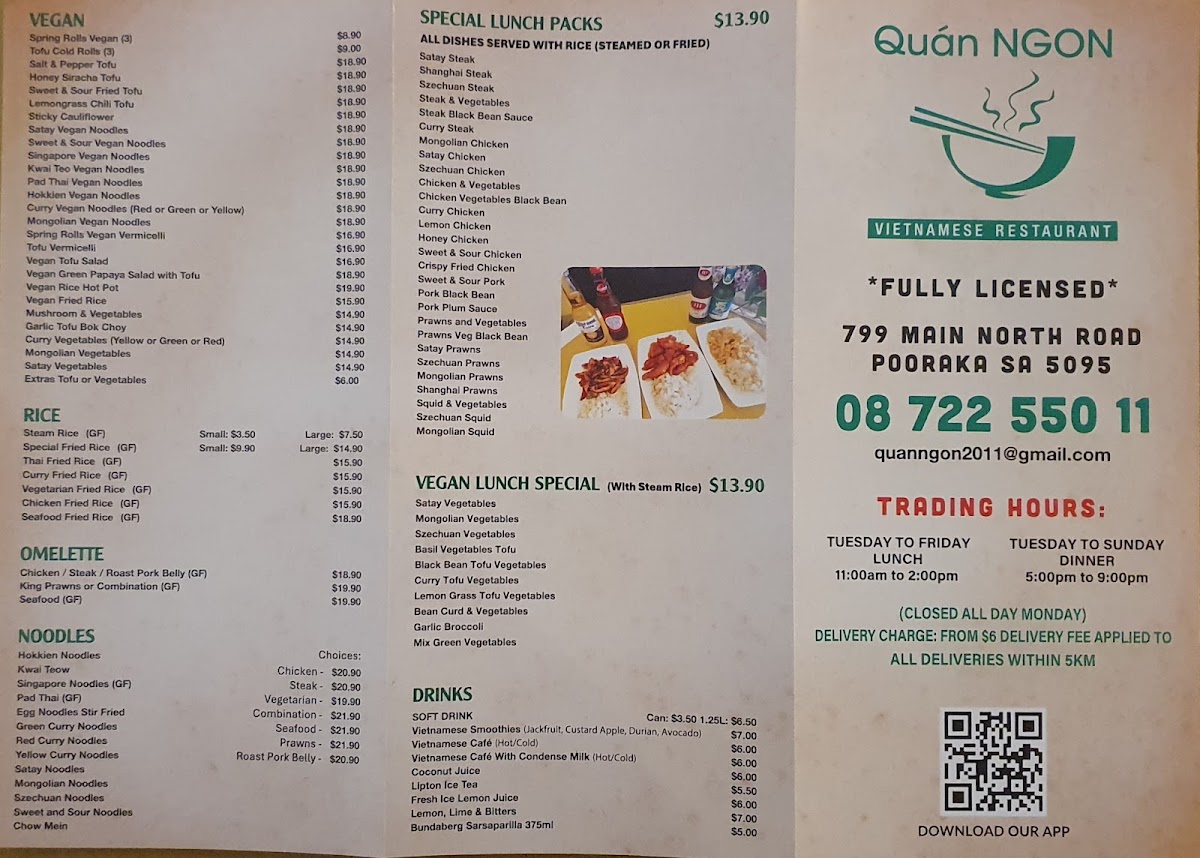 VEGAN
Spring Rolls Vegan (3) $8.90
Tofu Cold Rolls (3) $9.00
Salt & Pepper Tofu $18.90
Honey Siracha Tofu $18.90
Sweet & Sour Fried Tofu $18.90
Lemongrass Chili Tofu $18.90
Sticky Cauliflower $18.90
Satay Vegan Noodles $18.90
Sweet & Sour Vegan Noodles $18.90
Singapore Vegan Noodles $18.90
Kwai Teo Vegan Noodles $18.90
Pad Thai Vegan Noodles $18.90
Hokkien Vegan Noodles $18.90
Curry Vegan Noodles (Red or Green or Yellow) $18.90
Mongolian Vegan Noodles $18.90
Spring Rolls Vegan Vermicelli $16.90
Tofu Vermicelli $16.90
Vegan Tofu Salad $16.90
Vegan Green Papaya Salad with Tofu $18.90
Vegan Rice Hot Pot $19.90
Vegan Fried Rice $15.90
Mushroom & Vegetables $14.90
Garlic Tofu Bok Choy $14.90
Curry Vegetables (Yellow or Green or Red) $14.90
Mongolian Vegetables $14.90
Satay Vegetables $14.90
Extras Tofu or Vegetables $6.00
RICE
Steam Rice (GF) Small: $3.50 Large: $7.50
Special Fried Rice (GF) Small: $9.90 Large: $14.90
Thai Fried Rice (GF) $15.90
Curry Fried Rice (GF) $15.90
Vegetarian Fried Rice (GF) $15.90
Chicken Fried Rice (GF) $15.90
Seafood Fried Rice (GF) $18.90
OMELETTE
Chicken / Steak / Roast Pork Belly (GF) $18.90
King Prawns or Combination (GF) $19.90
Seafood (GF) $19.90
NOODLES
Hokkien Noodles
Kwai Teow
Singapore Noodles (GF)
Pad Thai (GF)
Egg Noodles Stir Fried
Green Curry Noodles
Red Curry Noodles
Yellow Curry Noodles
Satay Noodles
Mongolian Noodles
Szechuan Noodles
Sweet and Sour Noodles
Chow Mein
Choices:
Chicken - $20.90
Steak - $20.90
Vegetarian - $19.90
Combination - $21.90
Seafood - $21.90
Prawns - $21.90
Roast Pork Belly - $20.90
SPECIAL LUNCH PACKS $13.90
ALL DISHES SERVED WITH RICE (STEAMED OR FRIED)
Satay Steak
Shanghai Steak
Szechuan Steak
Steak & Vegetables
Steak Black Bean Sauce
Curry Steak
Mongolian Chicken
Satay Chicken
Szechuan Chicken
Chicken & Vegetables
Chicken Vegetables Black Bean
Curry Chicken
Lemon Chicken
Honey Chicken
Sweet & Sour Chicken
Crispy Fried Chicken
Sweet & Sour Pork
Pork Black Bean
Pork Plum Sauce
Prawns and Vegetables
Prawns Veg Black Bean
Satay Prawns
Szechuan Prawns
Mongolian Prawns
Shanghai Prawns
Squid & Vegetables
Szechuan Squid
Mongolian Squid
VEGAN LUNCH SPECIAL (With Steam Rice) $13.90
Satay Vegetables
Mongolian Vegetables
Szechuan Vegetables
Basil Vegetables Tofu
Black Bean Tofu Vegetables
Curry Tofu Vegetables
Lemon Grass Tofu Vegetables
Bean Curd & Vegetables
Garlic Broccoli
Mix Green Vegetables
DRINKS
SOFT DRINK Can: $3.50 1.25L: $6.50
Vietnamese Smoothies (Jackfruit, Custard Apple, Durian, Avocado) $7.00
Vietnamese Café (Hot/Cold) $6.00
Vietnamese Café With Condense Milk (Hot/Cold) $6.00
Coconut Juice $6.00
Lipton Ice Tea $5.50
Fresh Ice Lemon Juice $6.00
Lemon, Lime & Bitters $7.00
Bundaberg Sarsaparilla 375ml $5.00
Quán NGON
VIETNAMESE RESTAURANT
*FULLY LICENSED*
799 MAIN NORTH ROAD
POORAKA SA 5095
08 722 550 11
quanngon2011@gmail.com
TRADING HOURS:
TUESDAY TO FRIDAY
LUNCH
11:00am to 2:00pm
TUESDAY TO SUNDAY
DINNER
5:00pm to 9:00pm
(CLOSED ALL DAY MONDAY)
DELIVERY CHARGE: FROM $6 DELIVERY FEE APPLIED TO
ALL DELIVERIES WITHIN 5KM
DOWNLOAD OUR APP